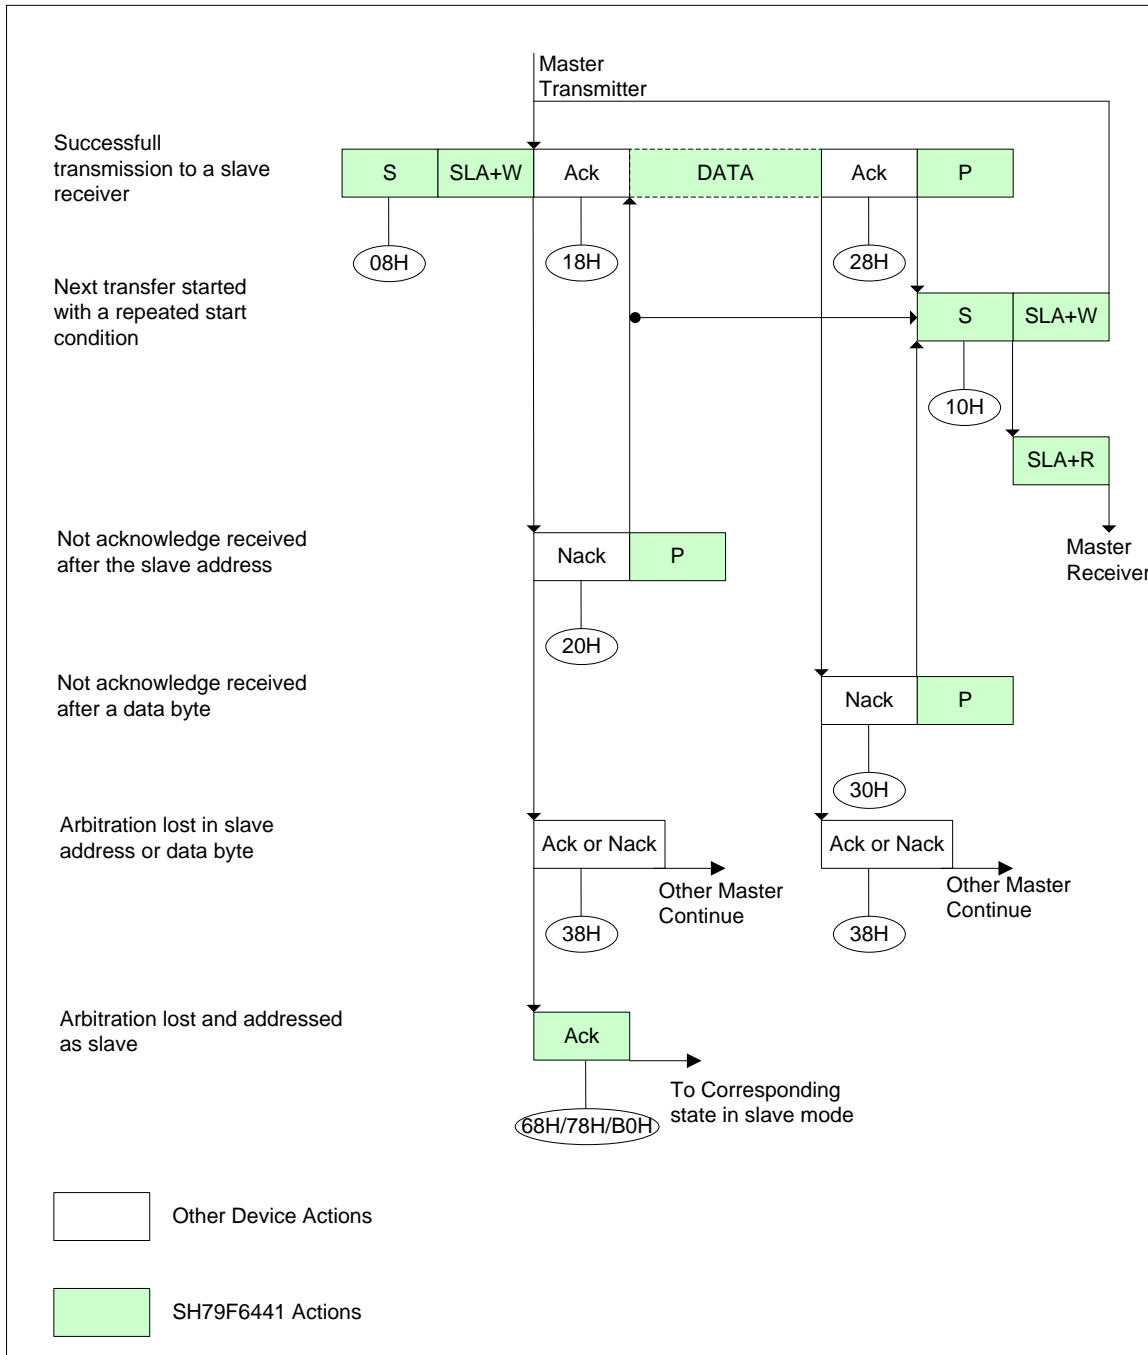 Master
Transmitter
Successfull
transmission to a slave
receiver
S
SLA+W
Ack
DATA
Ack
P
08H
18H
28H
Next transfer started
with a repeated start
condition
S
SLA+W
10H
SLA+R
Not acknowledge received
after the slave address
Nack
P
Master
Receiver
20H
Not acknowledge received
after a data byte
Nack
P
30H
Arbitration lost in slave
address or data byte
Ack or Nack
Ack or Nack
Other Master
Continue
Other Master
Continue
38H
38H
Arbitration lost and addressed
as slave
Ack
To Corresponding
state in slave mode
68H/78H/B0H
Other Device Actions
SH79F6441 Actions